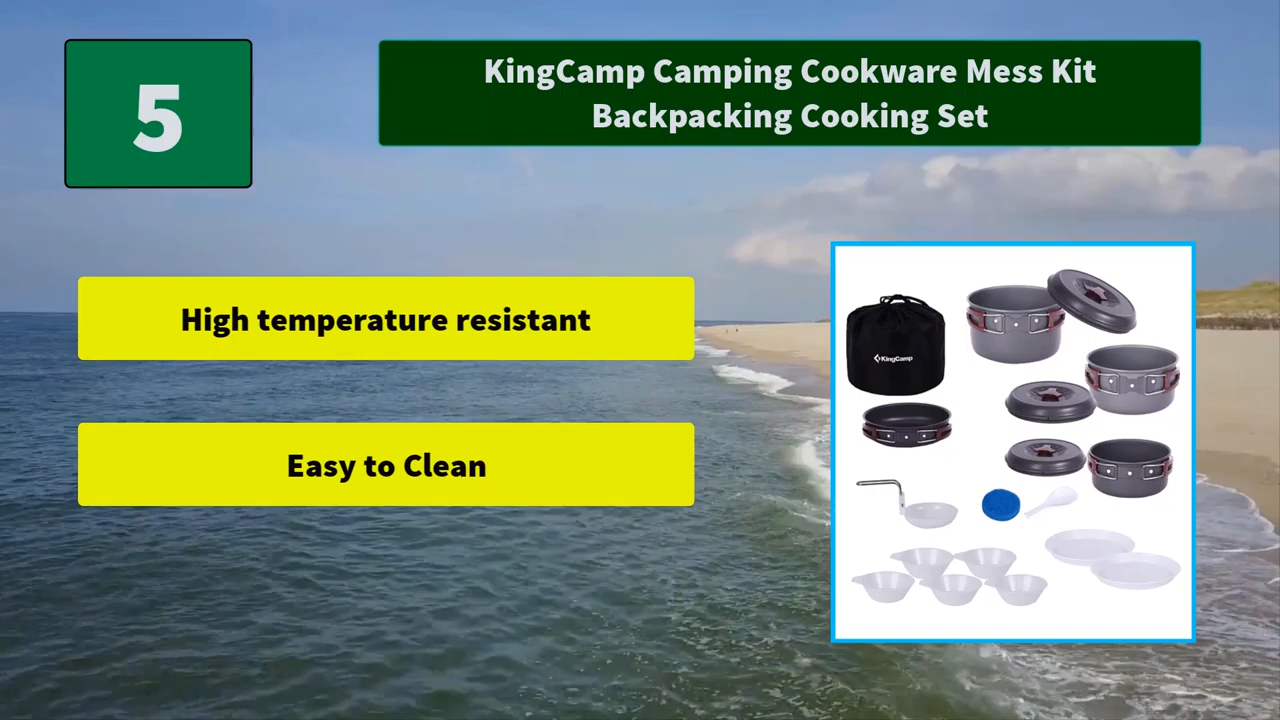 5
KingCamp Camping Cookware Mess Kit
Backpacking Cooking Set
High temperature resistant
Easy to Clean
KingCamp